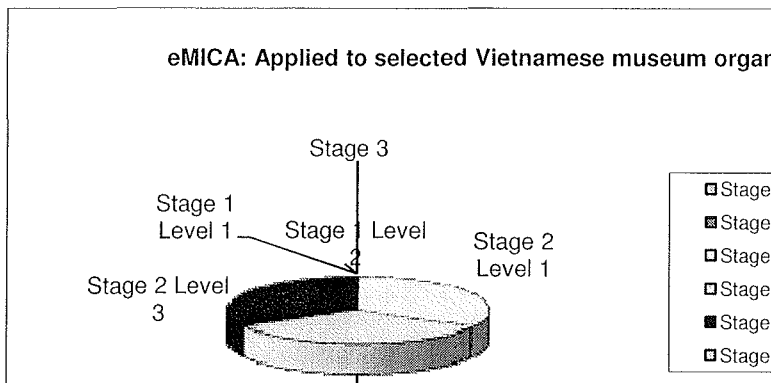 eMICA: Applied to selected Vietnamese museum organ
Stage 3
Stage 1
Level 1
Stage 1 Level
2
Stage 2
Level 1
Stage 2 Level
3
Stage
Stage
Stage
Stage
Stage
Stage